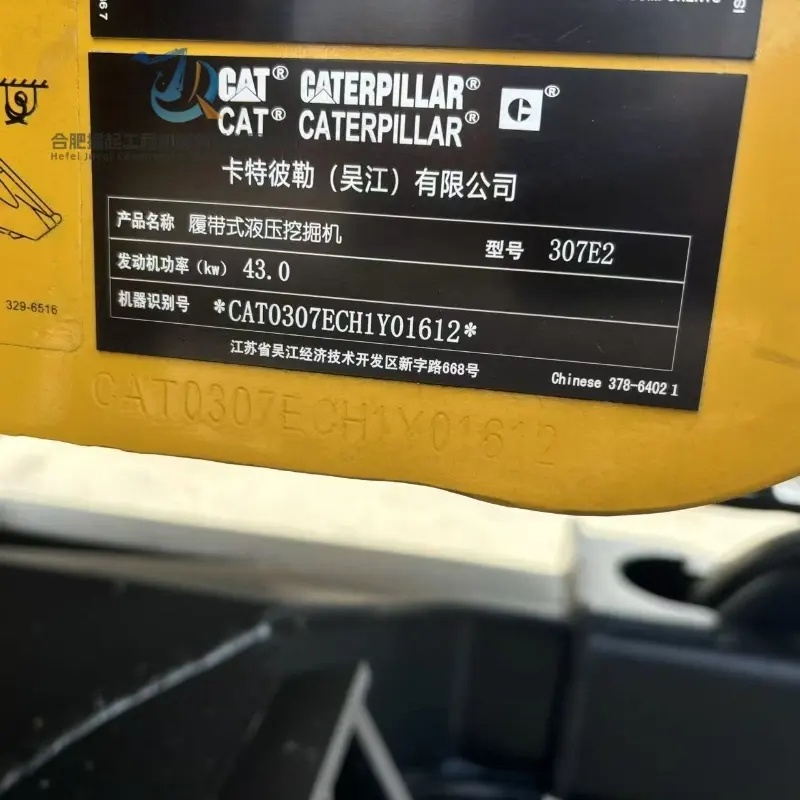 CAT® CATERPILLAR® ®
CAT® CATERPILLAR®
卡特彼勒（吴江）有限公司
产品名称 履带式液压挖掘机 型号 307E2
发动机功率（kw） 43.0
机器识别号 *CAT0307ECH1Y01612*
江苏省吴江经济技术开发区新字路668号
Chinese 378-6402 1
CAT0307ECH1Y01612
329-6516